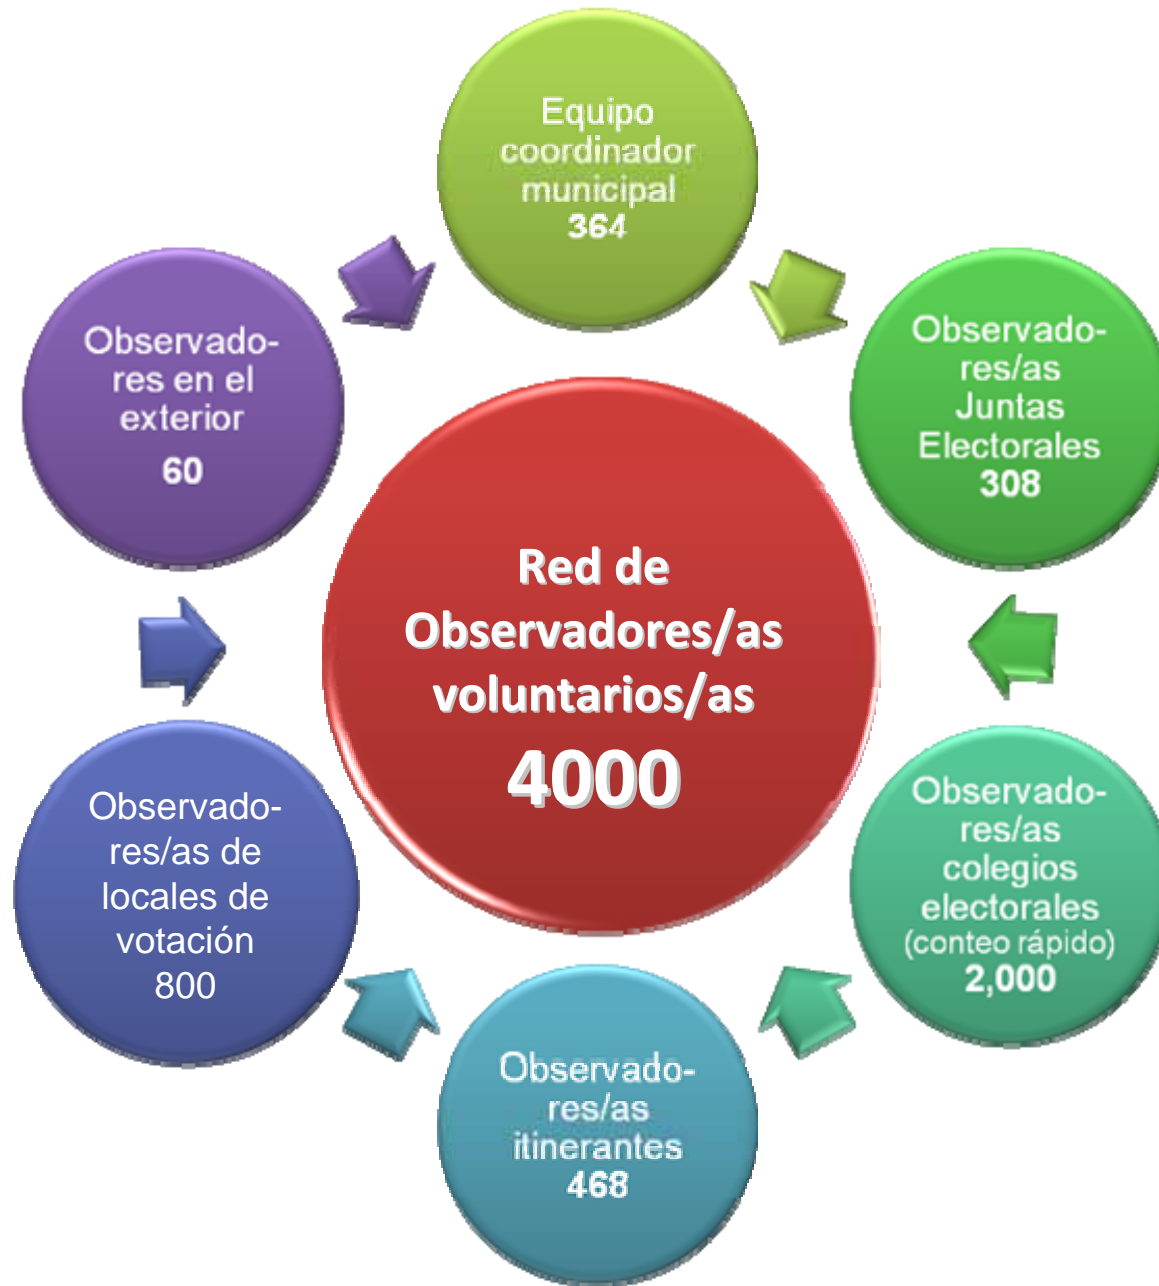 Equipo
coordinador
municipal
364
Observado-
res/as
Juntas
Electorales
308
Observado-
res/as
colegios
electorales
(conteo rápido)
2,000
Observado-
res/as
itinerantes
468
Observado-
res/as de
locales de
votación
800
Observado-
res en el
exterior
60
Red de
Observadores/as
voluntarios/as
4000